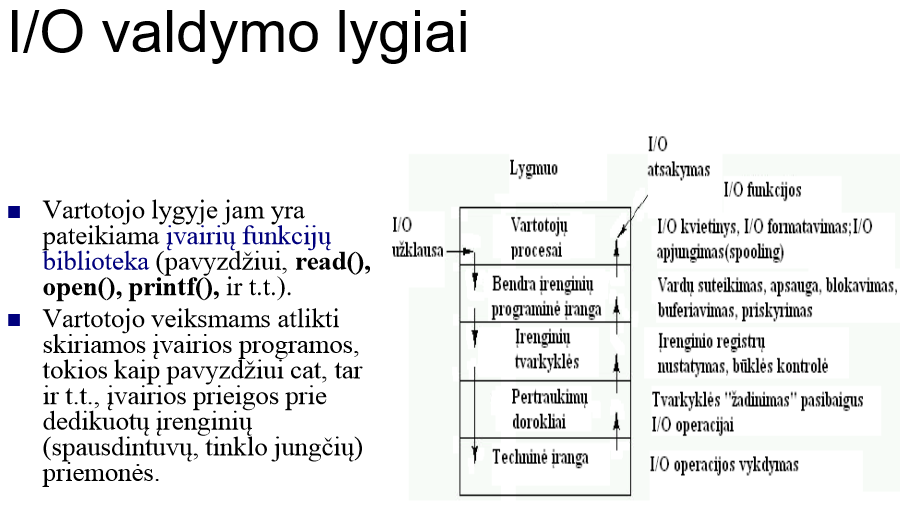 I/O valdymo lygiai
Vartotojo lygyje jam yra
pateikiama įvairių funkcijų
biblioteka (pavyzdžiui, read(),
open(), printf(), ir t.t.).
Vartotojo veiksmams atlikti
skiriamos įvairios programos,
tokios kaip pavyzdžiui cat, tar
ir t.t., įvairios prieigos prie
dedikuotų įrenginių
(spausdintuvų, tinklo jungčių)
priemonės.
Lygmuo
I/O
atsakymas
I/O funkcijos
I/O
užklausa
Vartotojų
procesai
I/O kvietinys, I/O formatavimas;I/O
apjungimas(spooling)
Bendra įrenginių
programinė įranga
Vardų suteikimas, apsauga, blokavimas,
buferiavimas, priskyrimas
Įrenginių
tvarkyklės
Įrenginio registrų
nustatymas, būklės kontrolė
Pertraukimų
dorokliai
Tvarkyklės "žadinimas" pasibaigus
I/O operacijai
Techninė įranga
I/O operacijos vykdymas